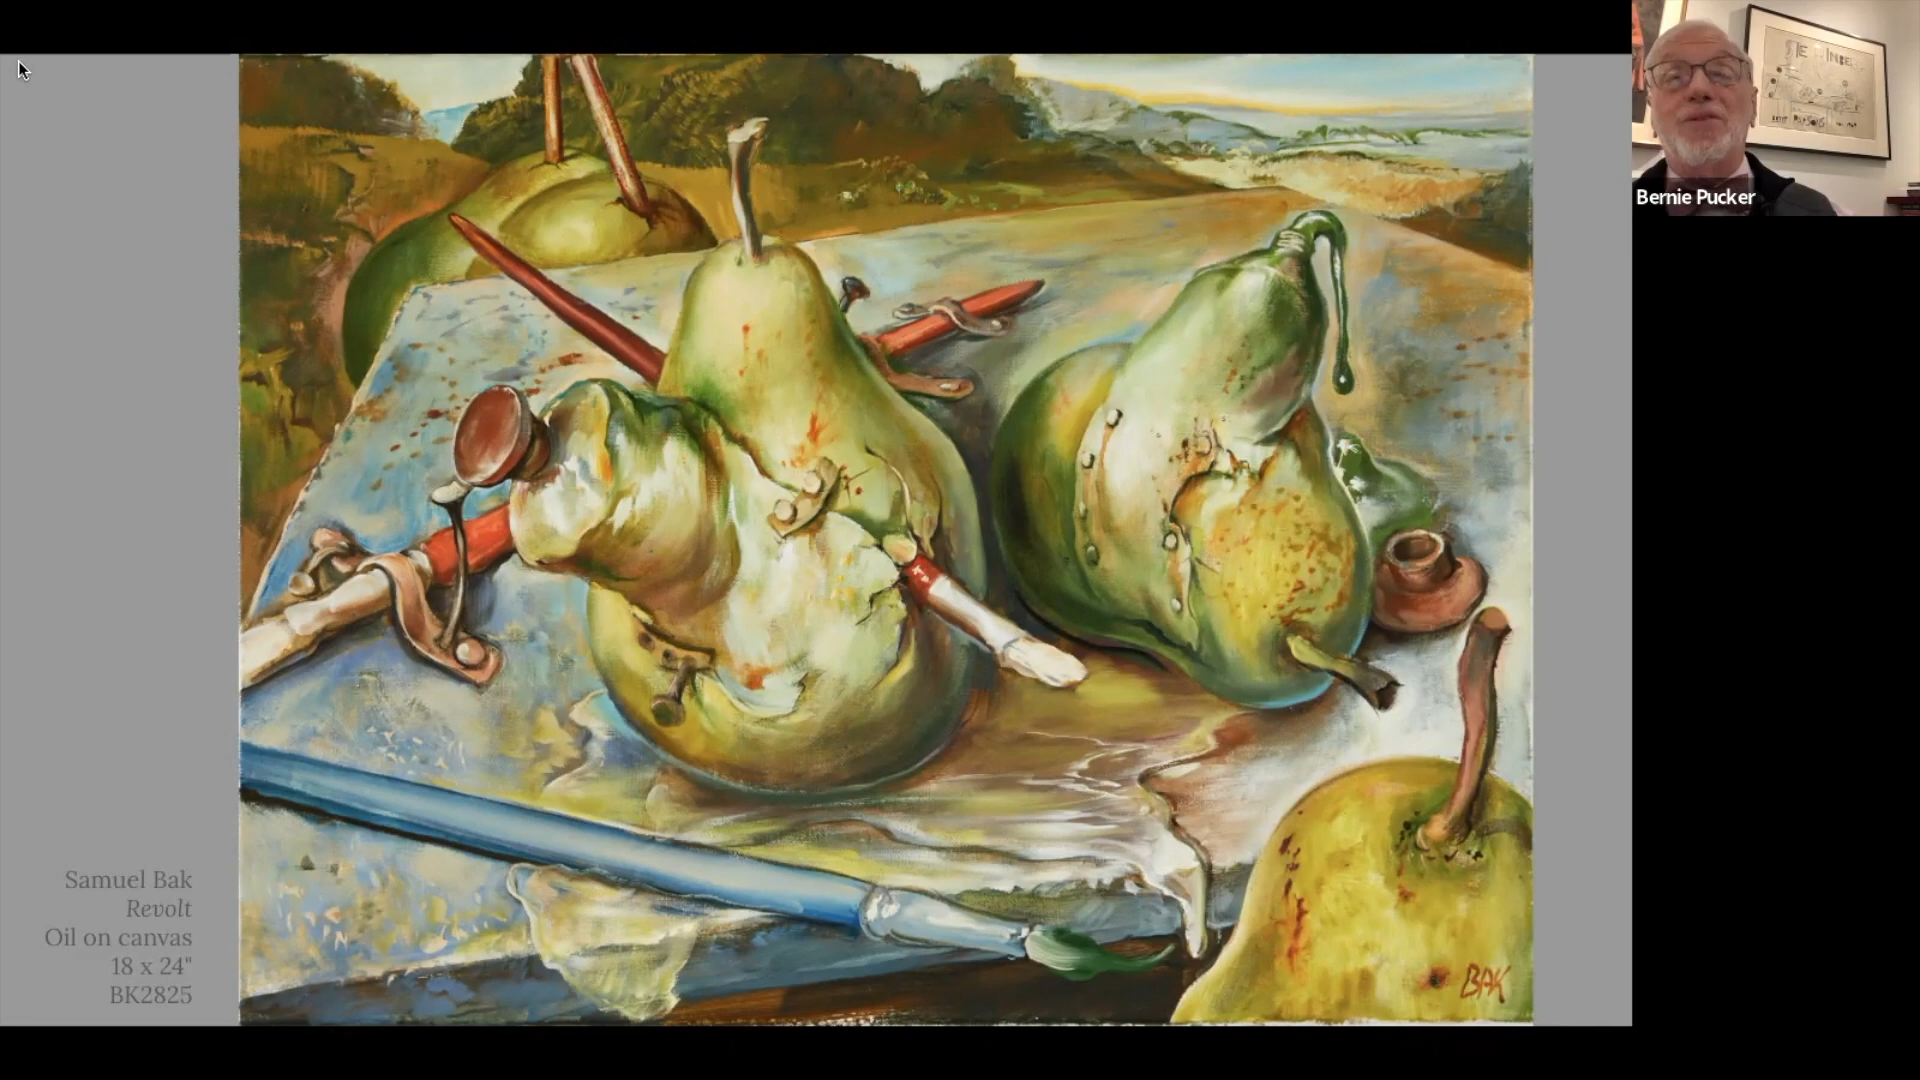 Bernie Pucker
Samuel Bak
Revolt
Oil on canvas
18 x 24"
BK2825
BAK